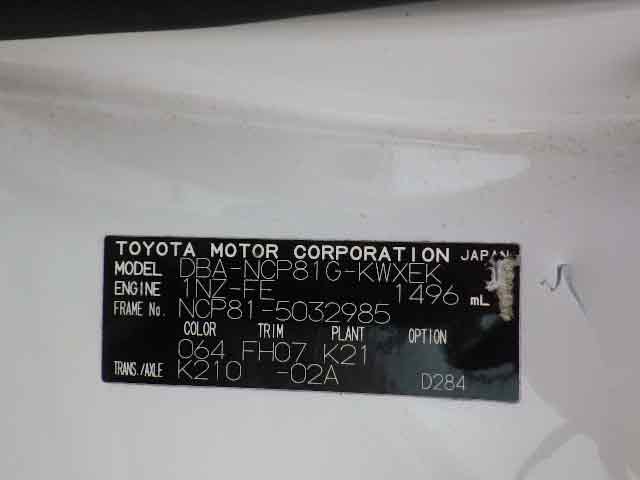 TOYOTA MOTOR CORPORATION JAPAN
MODEL DBA-NCP81G-KWXEK
ENGINE 1NZ-FE 1496 mL
FRAME No. NCP81-5032985
COLOR TRIM PLANT OPTION
064 FH07 K21
TRANS./AXLE K210 -02A D284